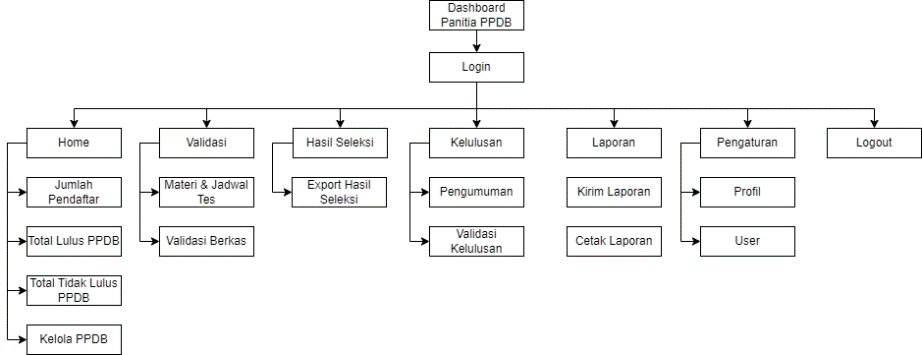 Dashboard
Panitia PPDB
Login
Home
Validasi
Hasil Seleksi
Kelulusan
Laporan
Pengaturan
Logout
Jumlah
Pendaftar
Materi & Jadwal
Tes
Export Hasil
Seleksi
Pengumuman
Kirim Laporan
Profil
Total Lulus PPDB
Validasi Berkas
Validasi
Kelulusan
Cetak Laporan
User
Total Tidak Lulus
PPDB
Kelola PPDB